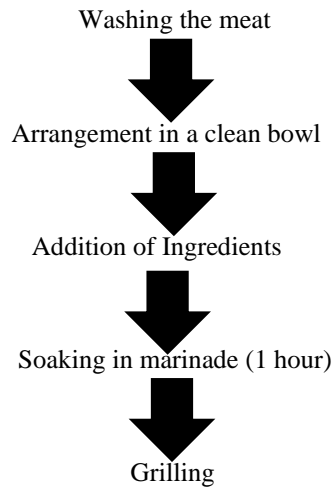 Washing the meat
Arrangement in a clean bowl
Addition of Ingredients
Soaking in marinade (1 hour)
Grilling